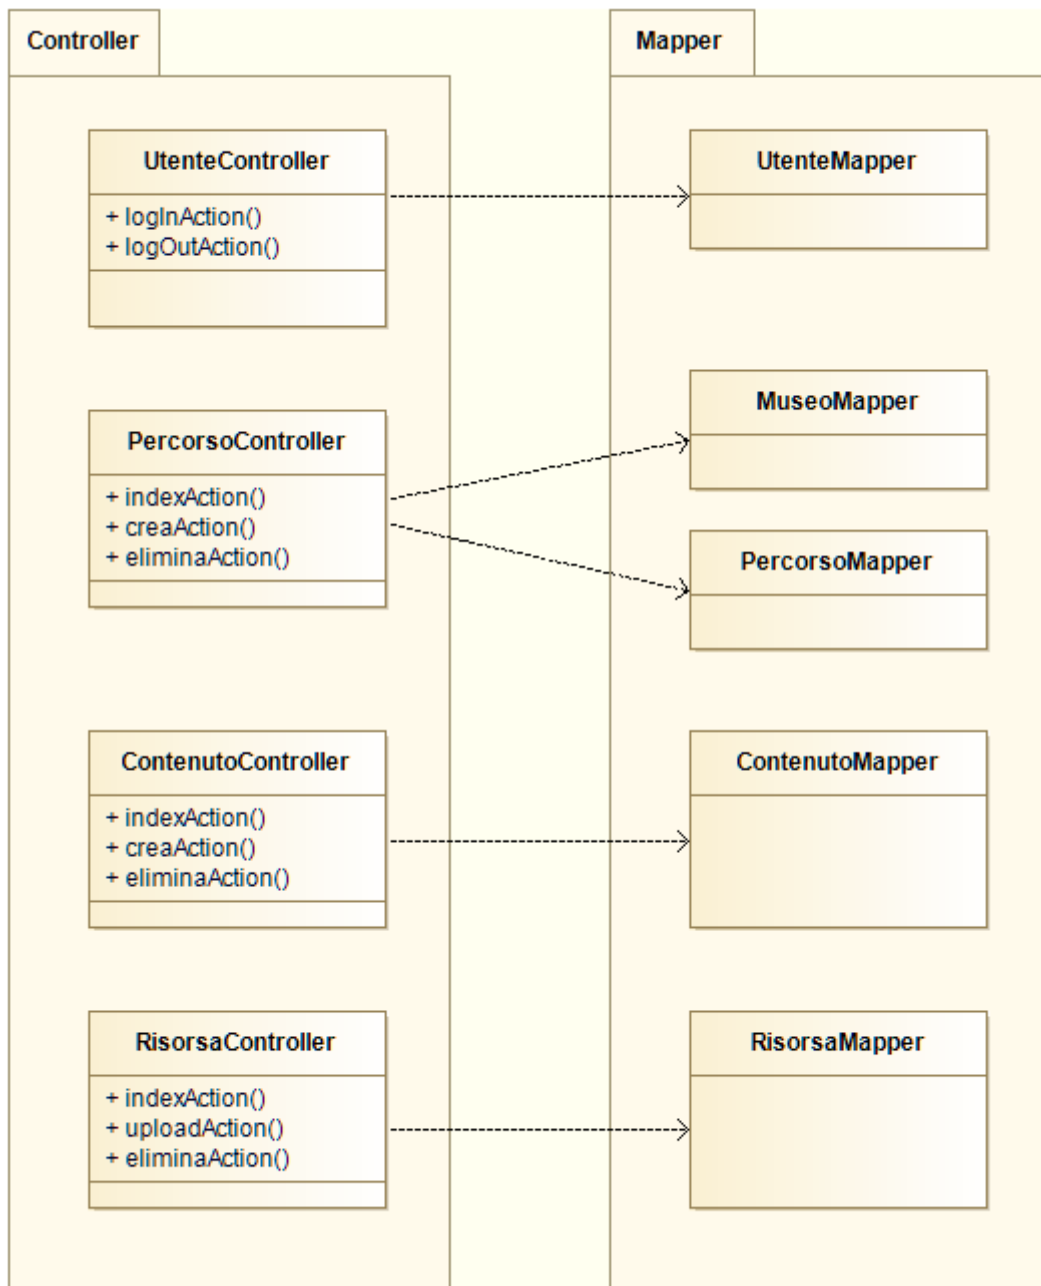 Controller
Mapper
UtenteController
+ logInAction()
+ logOutAction()
UtenteMapper
PercorsoController
+ indexAction()
+ creaAction()
+ eliminaAction()
MuseoMapper
PercorsoMapper
ContenutoController
+ indexAction()
+ creaAction()
+ eliminaAction()
ContenutoMapper
RisorsaController
+ indexAction()
+ uploadAction()
+ eliminaAction()
RisorsaMapper